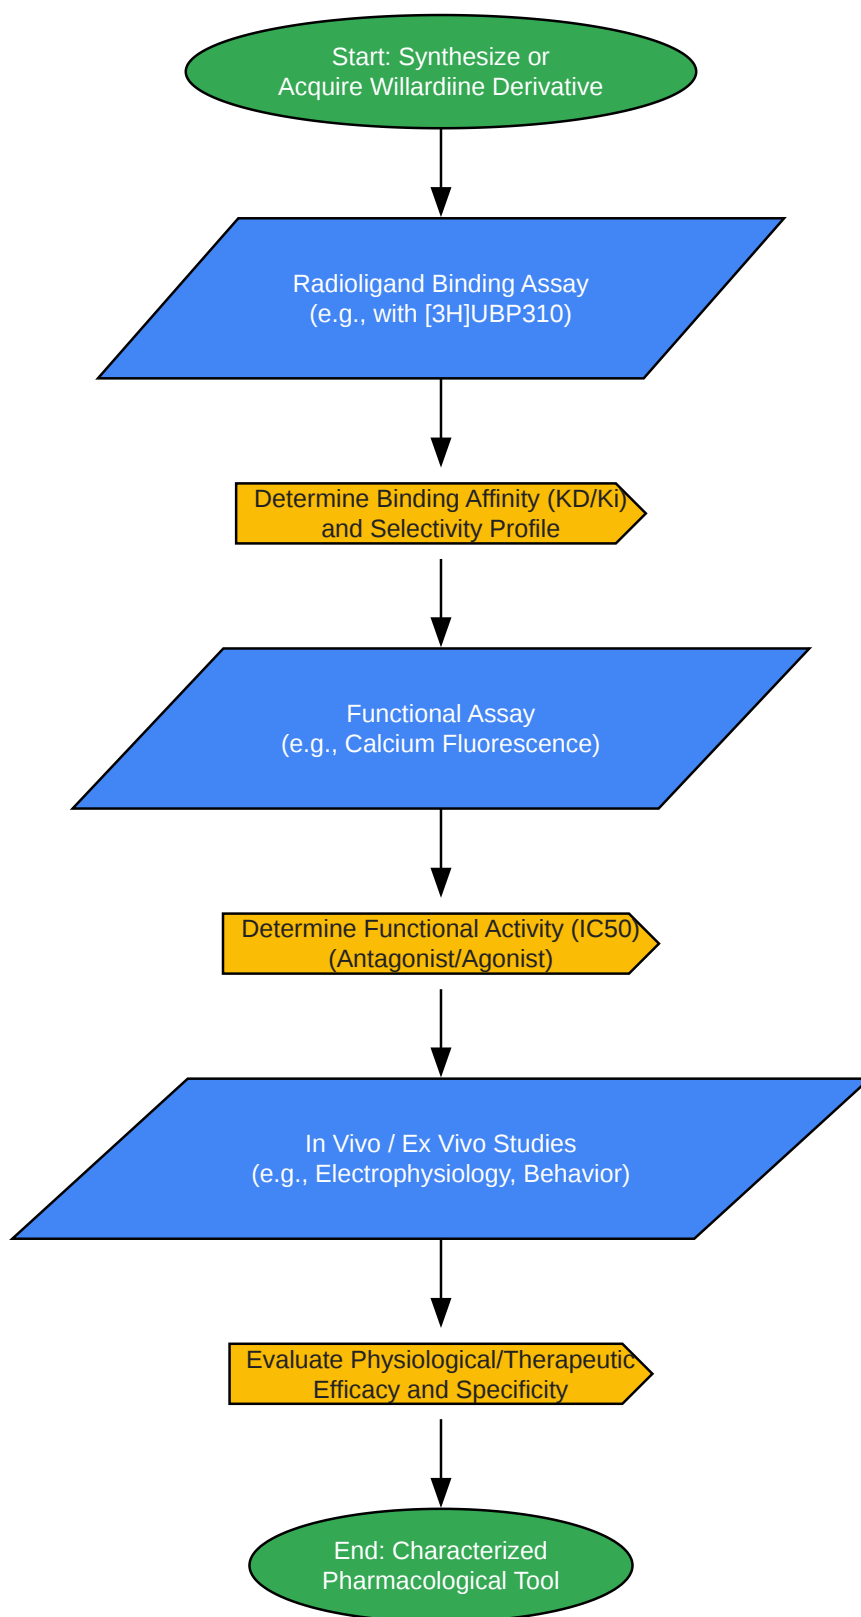 Start: Synthesize or
Acquire Willardiine Derivative
Radioligand Binding Assay
(e.g., with [3H]UBP310)
Determine Binding Affinity (KD/Ki)
and Selectivity Profile
Functional Assay
(e.g., Calcium Fluorescence)
Determine Functional Activity (IC50)
(Antagonist/Agonist)
In Vivo / Ex Vivo Studies
(e.g., Electrophysiology, Behavior)
Evaluate Physiological/Therapeutic
Efficacy and Specificity
End: Characterized
Pharmacological Tool